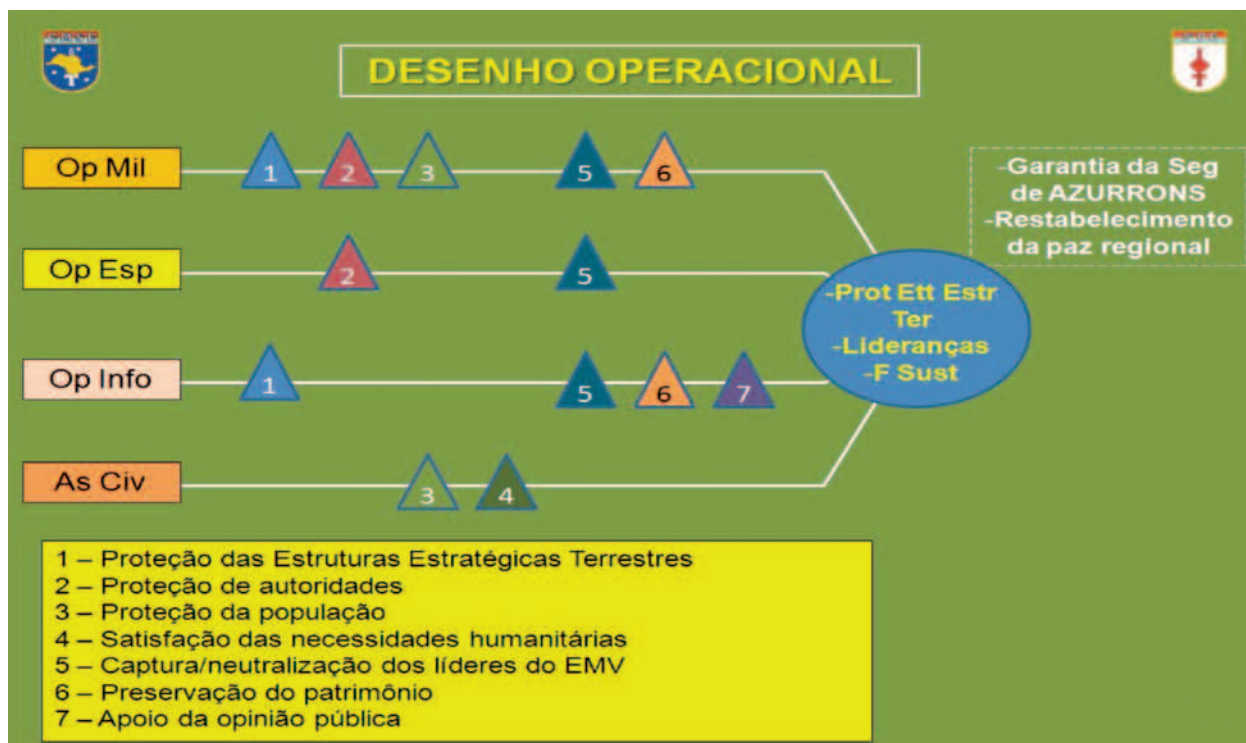 DESENHO OPERACIONAL
Op Mil
1
2
3
5
6
-Garantia da Seg
de AZURRONS
-Restabelecimento
da paz regional
Op Esp
2
5
-Prot Ett Estr
Ter
-Lideranças
-F Sust
Op Info
1
5
6
7
As Civ
3
4
1 – Proteção das Estruturas Estratégicas Terrestres
2 – Proteção de autoridades
3 – Proteção da população
4 – Satisfação das necessidades humanitárias
5 – Captura/neutralização dos líderes do EMV
6 – Preservação do patrimônio
7 – Apoio da opinião pública